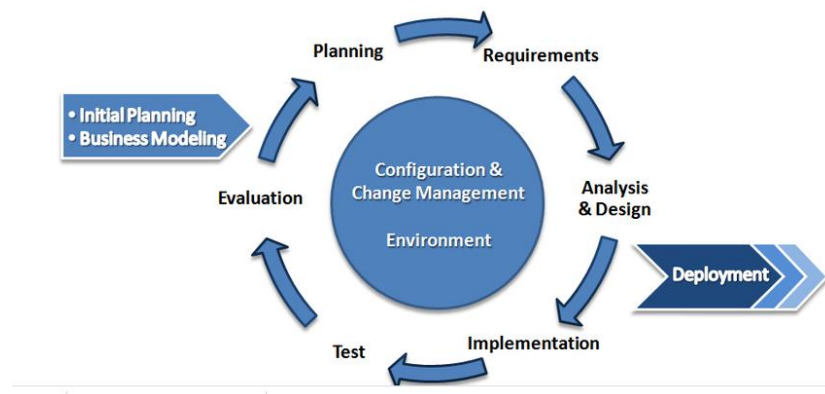 Planning
Requirements
• Initial Planning
• Business Modeling
Configuration &
Change Management
Environment
Evaluation
Analysis
& Design
Deployment
Implementation
Test